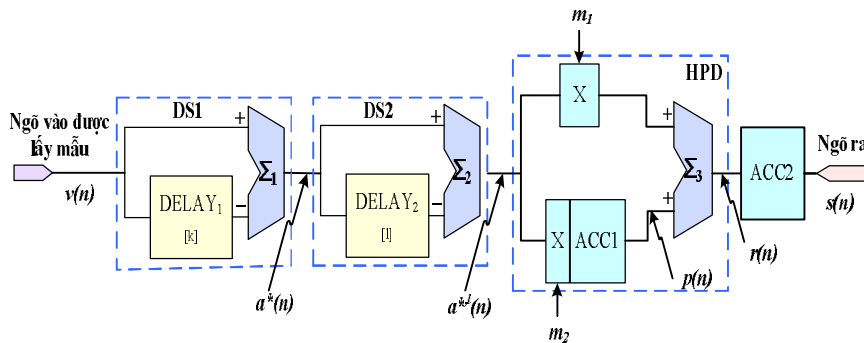 m₁
HPD
DS1
DS2
Ngõ vào được
lấy mẫu
v(n)
+
Σ₁
DELAY₁
[k]
−
+
Σ₂
DELAY₂
[l]
−
X
+
Σ₃
+
X
ACC1
ACC2
Ngõ ra
s(n)
r(n)
p(n)
m₂